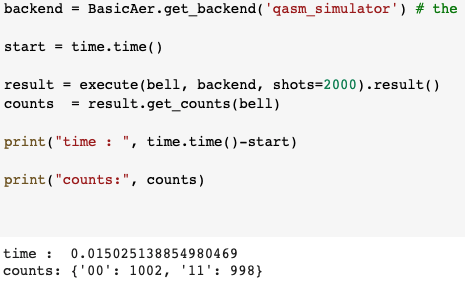 backend = BasicAer.get_backend('qasm_simulator') # the
start = time.time()
result = execute(bell, backend, shots=2000).result()
counts  = result.get_counts(bell)
print("time : ", time.time()-start)
print("counts:", counts)
time :  0.015025138854980469
counts: {'00': 1002, '11': 998}